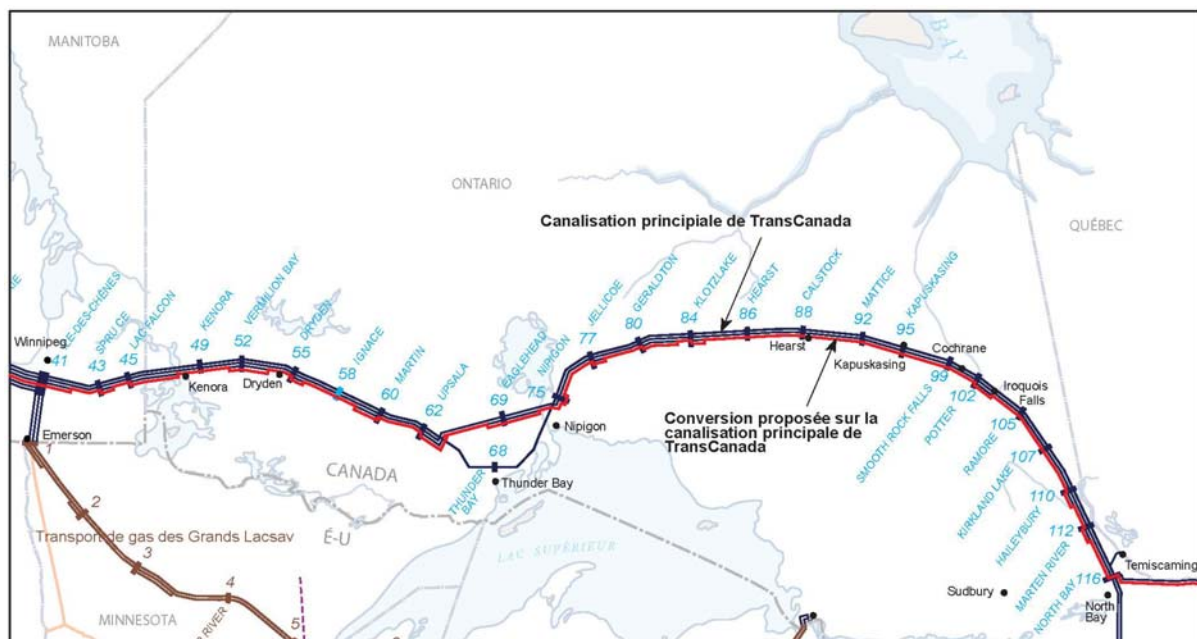 MANITOBA
BAY
ONTARIO
QUÉBEC
Canalisation principiale de TransCanada
ÎLE-DES-CHÊNES
SPRUCE
LAC FALCON
KENORA
VERMILION BAY
DRYDEN
IGNACE
MARTIN
UPSALA
EAGLEHEAD
NIPIGON
JELLICOE
GERALDTON
KLOTZLAKE
HEARST
CALSTOCK
MATTICE
KAPUSKASING
41
43
45
49
52
55
58
60
62
69
75
77
80
84
86
88
92
95
99
102
105
107
110
112
116
Winnipeg
Kenora
Dryden
Hearst
Kapuskasing
Cochrane
Iroquois
Falls
Emerson
Nipigon
Conversion proposée sur la
canalisation principale de
TransCanada
SMOOTH ROCK FALLS
POTTER
RAMORE
KIRKLAND LAKE
HAILEYBURY
MARTEN RIVER
NORTH BAY
68
THUNDER
BAY
Thunder Bay
CANADA
É-U
LAC SUPÉRIEUR
1
2
3
4
5
Transport de gas des Grands Lacsav
MINNESOTA
RIVER
Temiscaming
Sudbury
North
Bay